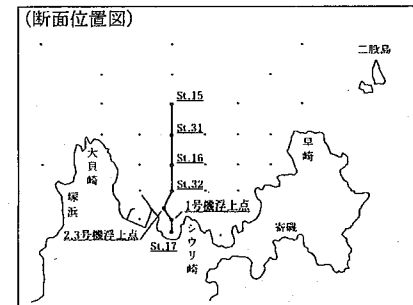 (断面位置図)
二股島
St.15
St.31
大貝崎
早崎
St.16
塚浜
St.32
1号機浮上点
シウリ崎
寄磯
2.3号機浮上点
St.17